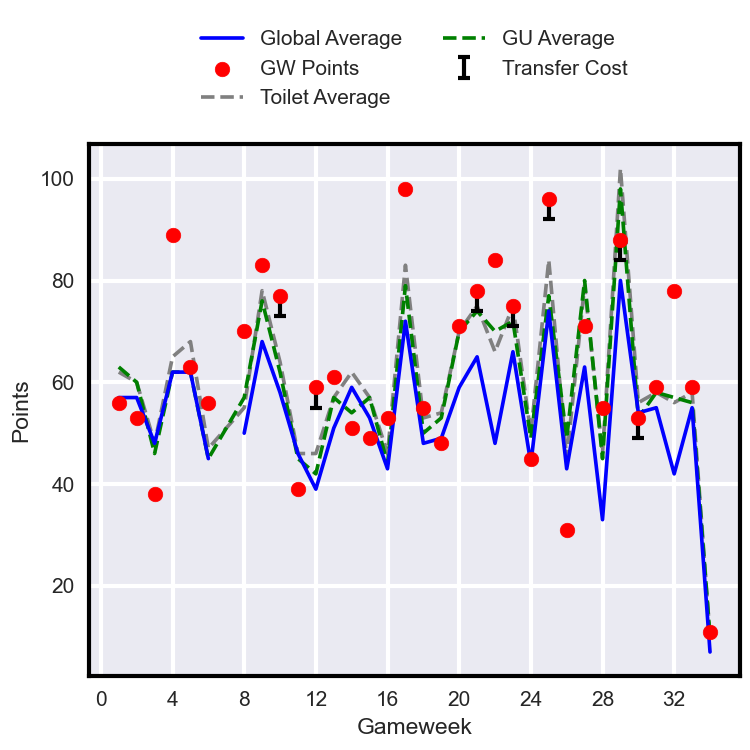 Global Average
GW Points
Toilet Average
GU Average
Transfer Cost
Points
100
80
60
40
20
0 4 8 12 16 20 24 28 32
Gameweek